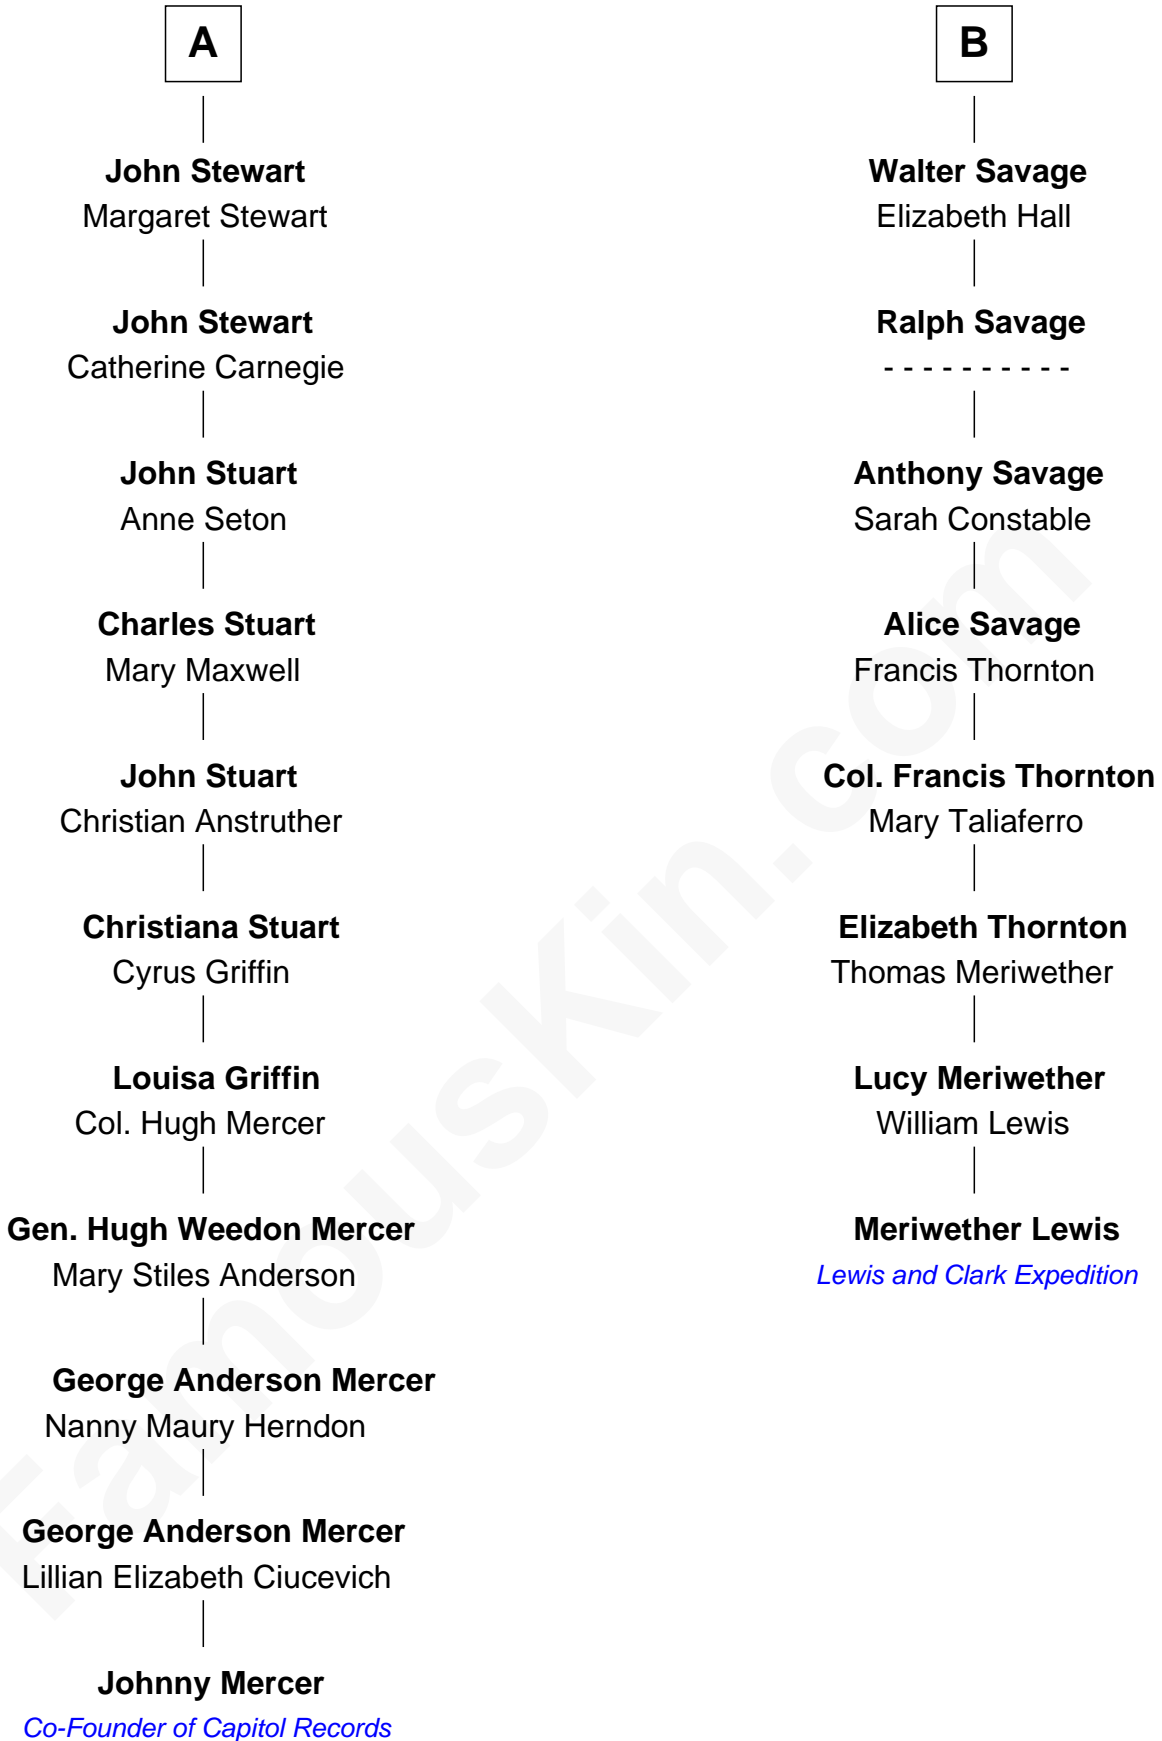 A
John Stewart
Margaret Stewart
John Stewart
Catherine Carnegie
John Stuart
Anne Seton
Charles Stuart
Mary Maxwell
John Stuart
Christian Anstruther
Christiana Stuart
Cyrus Griffin
Louisa Griffin
Col. Hugh Mercer
Gen. Hugh Weedon Mercer
Mary Stiles Anderson
George Anderson Mercer
Nanny Maury Herndon
George Anderson Mercer
Lillian Elizabeth Ciucevich
Johnny Mercer
Co-Founder of Capitol Records
B
Walter Savage
Elizabeth Hall
Ralph Savage
- - - - - - - - - -
Anthony Savage
Sarah Constable
Alice Savage
Francis Thornton
Col. Francis Thornton
Mary Taliaferro
Elizabeth Thornton
Thomas Meriwether
Lucy Meriwether
William Lewis
Meriwether Lewis
Lewis and Clark Expedition
FamousKin.com